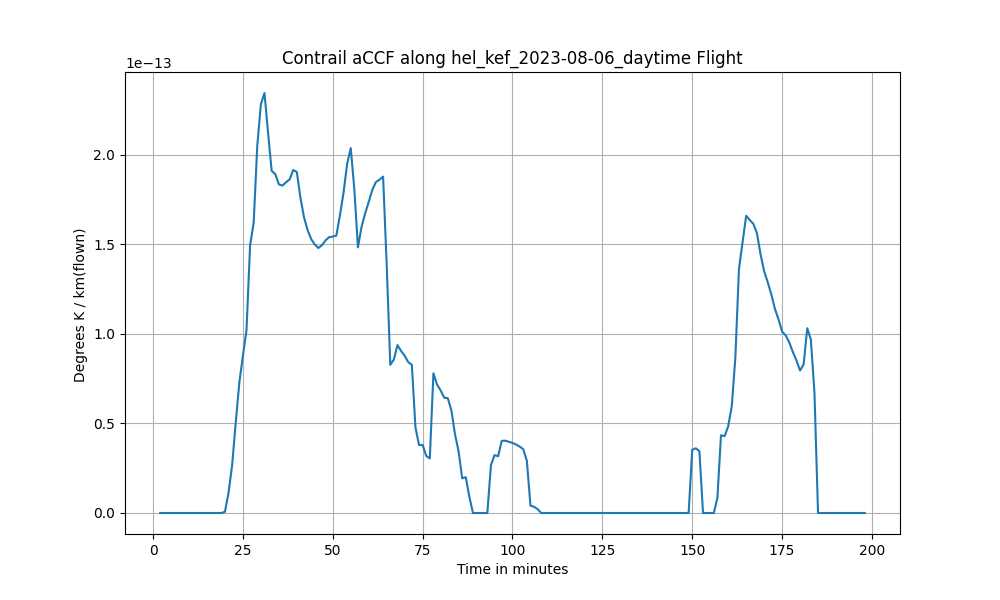 Contrail aCCF along hel_kef_2023-08-06_daytime Flight
1e−13
2.0
1.5
1.0
0.5
0.0
Degrees K / km(flown)
0 25 50 75 100 125 150 175 200
Time in minutes